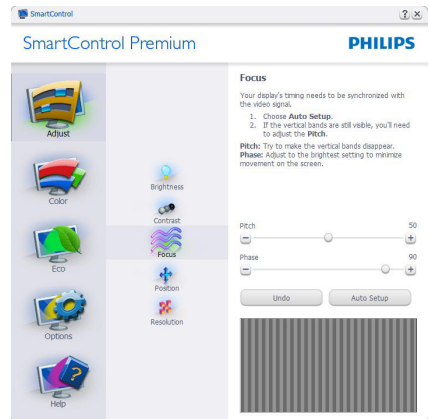 SmartControl
SmartControl Premium
PHILIPS
Adjust
Color
Eco
Options
Help
Brightness
Contrast
Focus
Position
Resolution
Focus
Your display's timing needs to be synchronized with
the video signal.
1. Choose Auto Setup.
2. If the vertical bands are still visible, you'll need
to adjust the Pitch.
Pitch: Try to make the vertical bands disappear.
Phase: Adjust to the brightest setting to minimize
movement on the screen.
Pitch 50
Phase 90
Undo Auto Setup